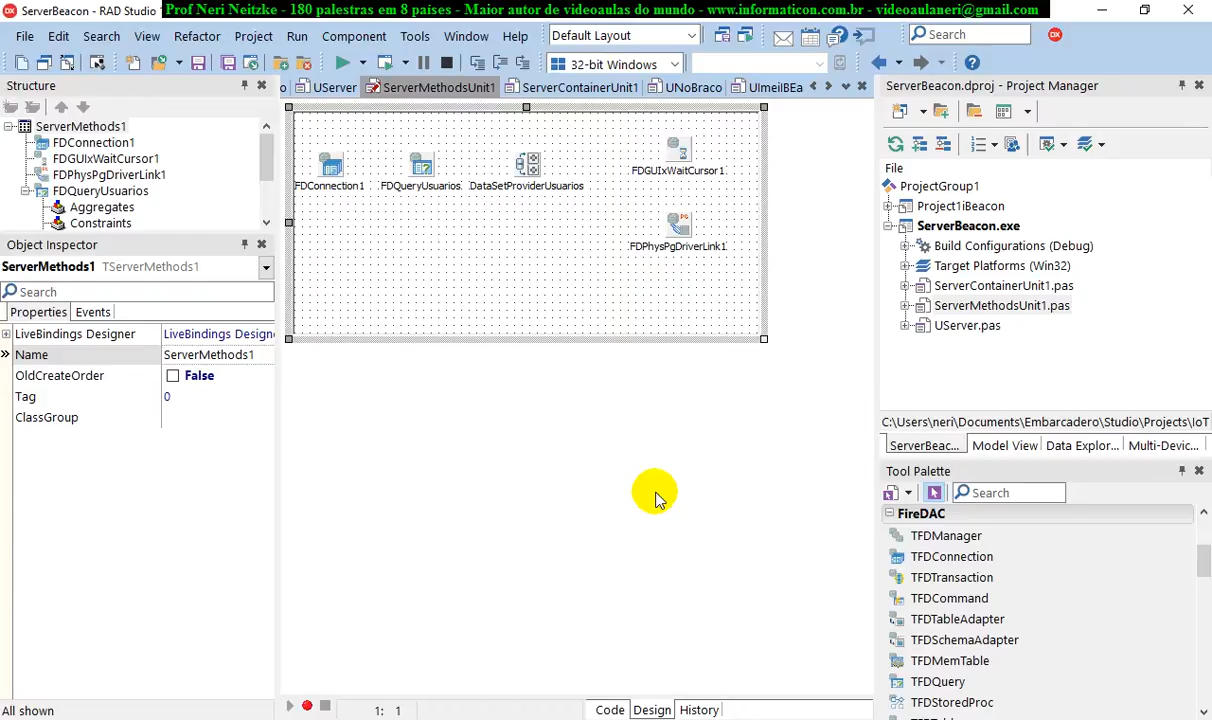 Prof Neri Neitzke - 180 palestras em 8 países - Maior autor de videoaulas do mundo - www.informaticon.com.br - videoaulaneri@gmail.com
ServerBeacon - RAD Studio
File Edit Search View Refactor Project Run Component Tools Window Help
Default Layout
Search
32-bit Windows
Structure
UServer
ServerMethodsUnit1
ServerContainerUnit1
UNoBraco
UImeilBEa
ServerBeacon.dproj - Project Manager
ServerMethods1
FDConnection1
FDGUIxWaitCursor1
FDPhysPgDriverLink1
FDQueryUsuarios
Aggregates
Constraints
Object Inspector
ServerMethods1 TServerMethods1
Search
Properties Events
LiveBindings Designer LiveBindings Design
Name ServerMethods1
OldCreateOrder False
Tag 0
ClassGroup
All shown
FDConnection1
FDQueryUsuarios
DataSetProviderUsuarios
FDGUIxWaitCursor1
FDPhysPgDriverLink1
1: 1
Code Design History
File
ProjectGroup1
Project1iBeacon
ServerBeacon.exe
Build Configurations (Debug)
Target Platforms (Win32)
ServerContainerUnit1.pas
ServerMethodsUnit1.pas
UServer.pas
C:\Users\neri\Documents\Embarcadero\Studio\Projects\IoT
ServerBeac... Model View Data Explor... Multi-Devic...
Tool Palette
Search
FireDAC
TFDManager
TFDConnection
TFDTransaction
TFDCommand
TFDTableAdapter
TFDSchemaAdapter
TFDMemTable
TFDQuery
TFDStoredProc